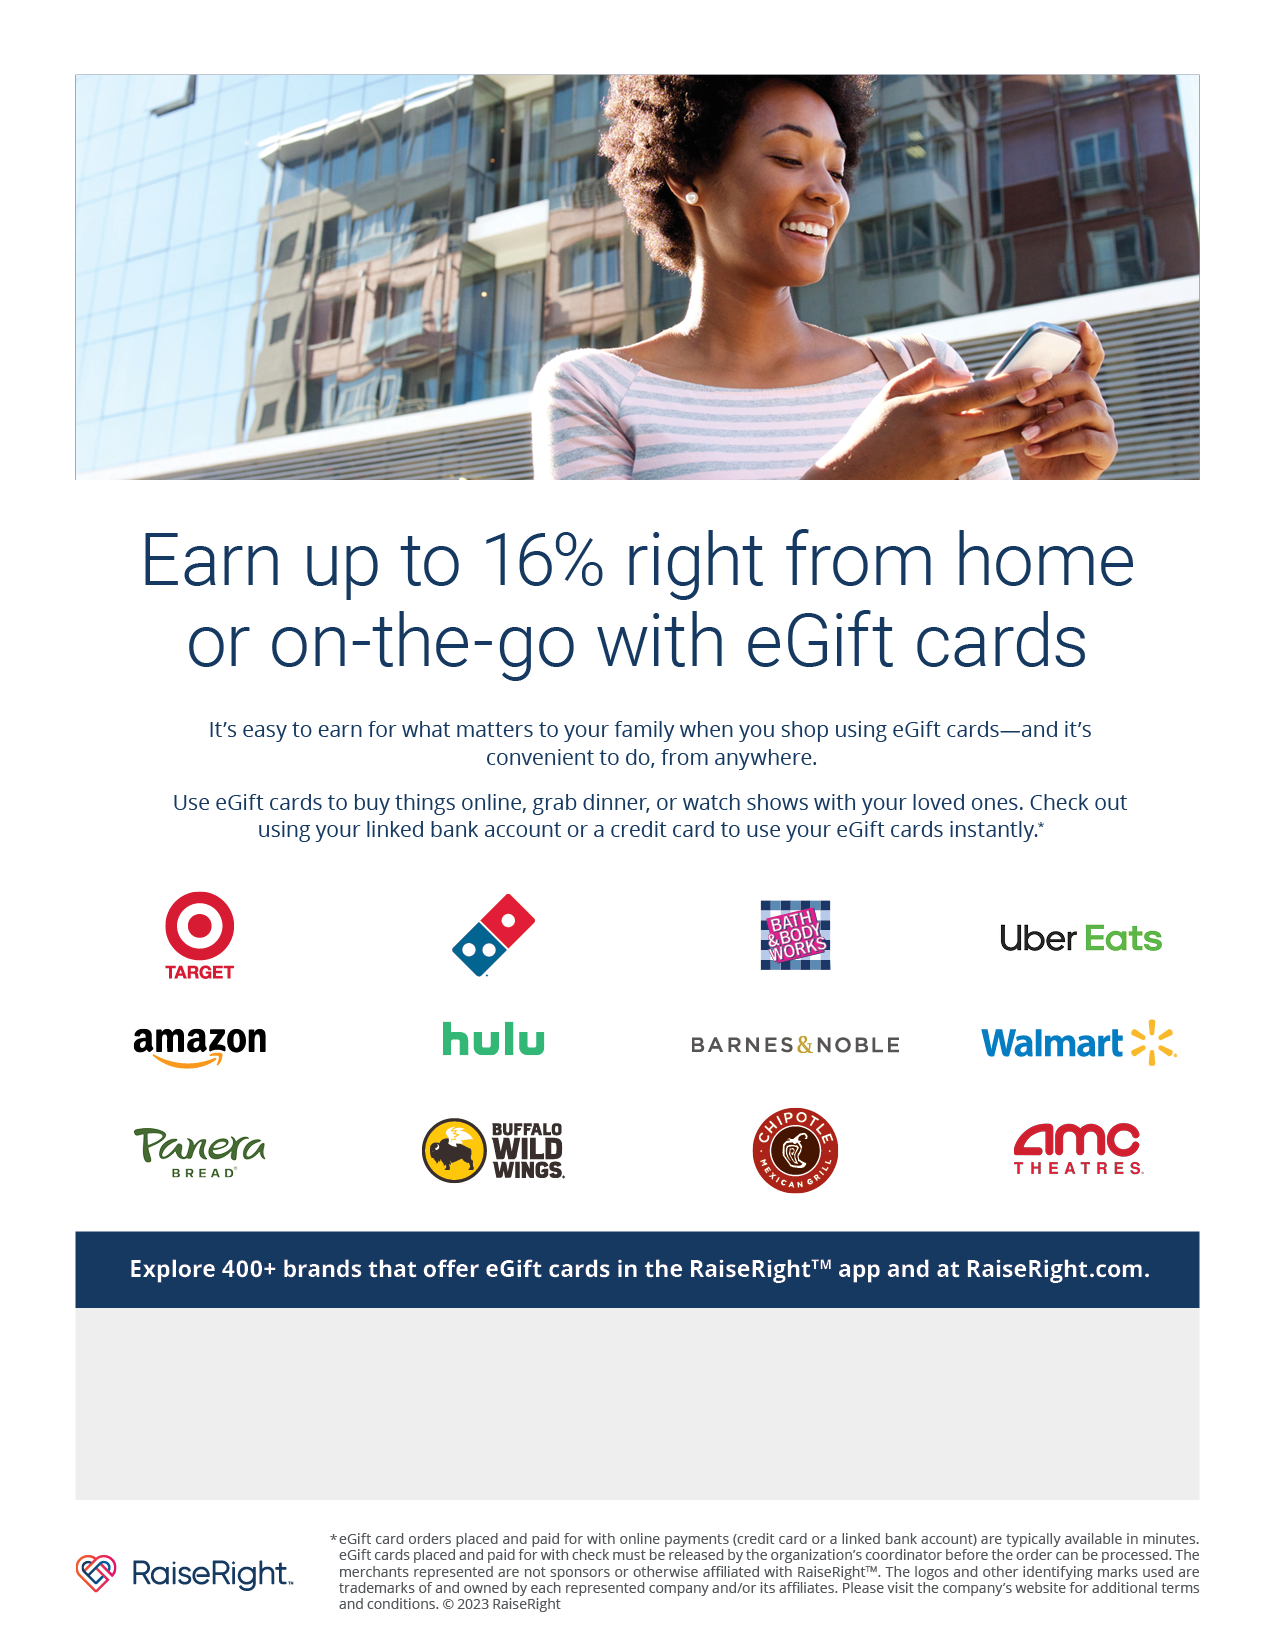 Earn up to 16% right from home
or on-the-go with eGift cards
It’s easy to earn for what matters to your family when you shop using eGift cards—and it’s
convenient to do, from anywhere.
Use eGift cards to buy things online, grab dinner, or watch shows with your loved ones. Check out
using your linked bank account or a credit card to use your eGift cards instantly.*
TARGET
BATH
& BODY
WORKS
Uber Eats
amazon
hulu
BARNES&NOBLE
Walmart
Panera
BREAD®
BUFFALO
WILD
WINGS.
CHIPOTLE
MEXICAN GRILL
amc
THEATRES.
Explore 400+ brands that offer eGift cards in the RaiseRight™ app and at RaiseRight.com.
RaiseRight™
*eGift card orders placed and paid for with online payments (credit card or a linked bank account) are typically available in minutes.
eGift cards placed and paid for with check must be released by the organization’s coordinator before the order can be processed. The
merchants represented are not sponsors or otherwise affiliated with RaiseRight™. The logos and other identifying marks used are
trademarks of and owned by each represented company and/or its affiliates. Please visit the company’s website for additional terms
and conditions. © 2023 RaiseRight